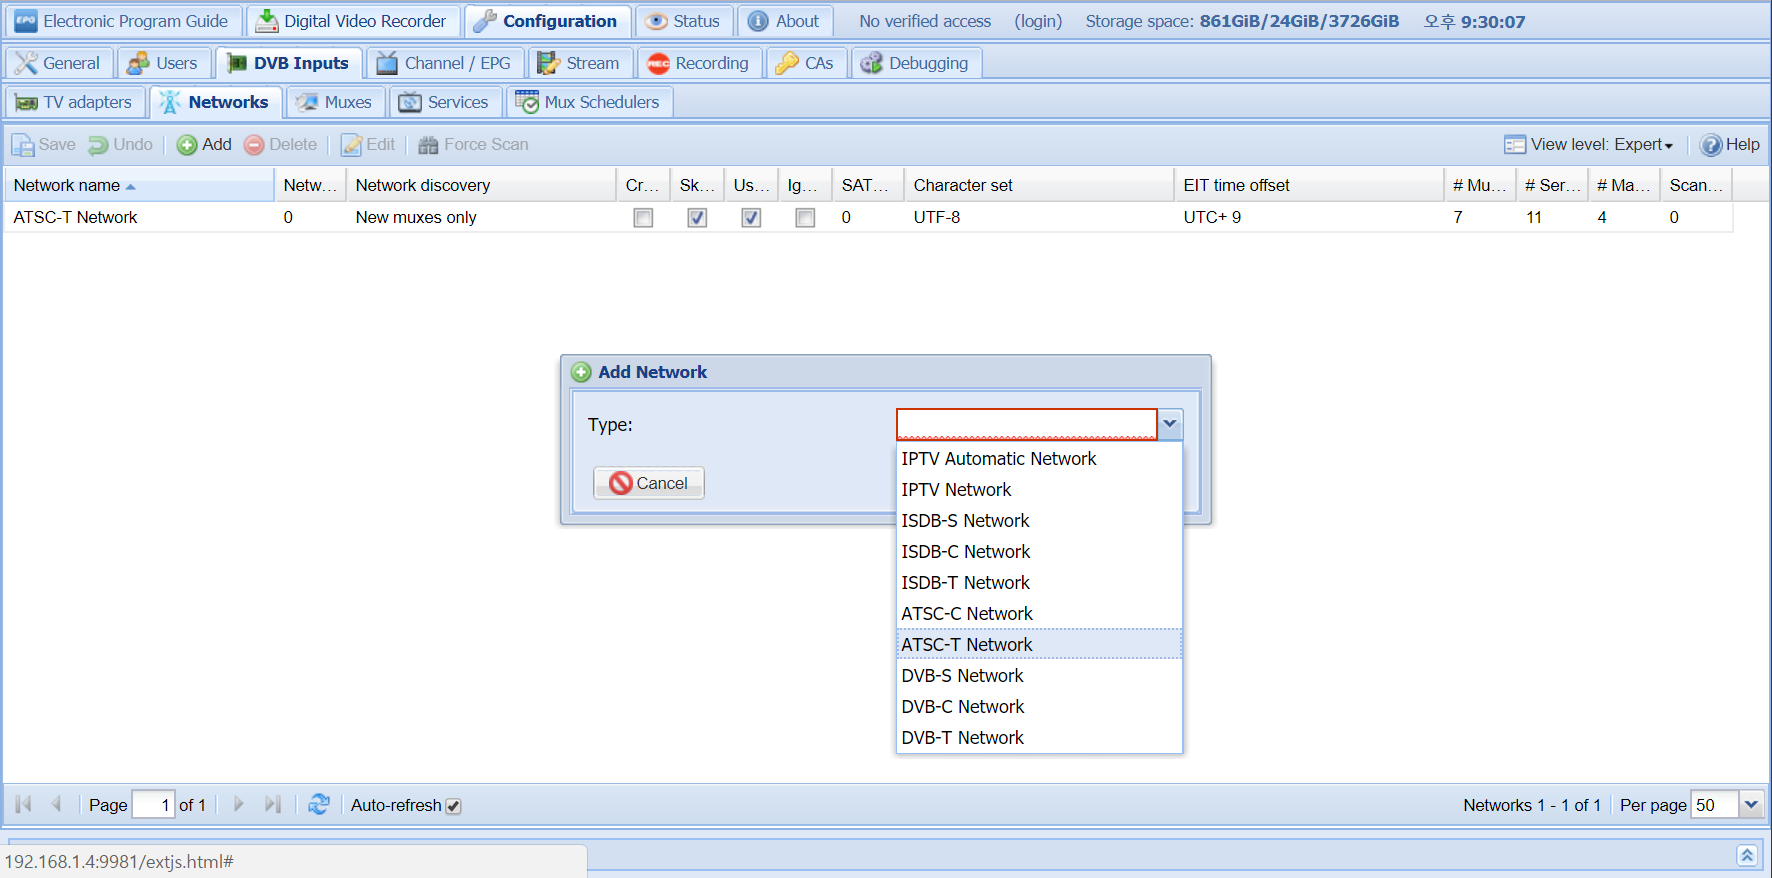 EPG Electronic Program Guide Digital Video Recorder Configuration Status About No verified access (login) Storage space: 861GiB/24GiB/3726GiB 오후 9:30:07
General Users DVB Inputs Channel / EPG Stream REC Recording CAs Debugging
TV adapters Networks Muxes Services Mux Schedulers
Save Undo Add Delete Edit Force Scan View level: Expert Help
Network name Netw... Network discovery Cr... Sk... Us... Ig... SAT... Character set EIT time offset # Mu... # Ser... # Ma... Scan...
ATSC-T Network 0 New muxes only 0 UTF-8 UTC+ 9 7 11 4 0
Add Network
Type:
IPTV Automatic Network
Cancel
IPTV Network
ISDB-S Network
ISDB-C Network
ISDB-T Network
ATSC-C Network
ATSC-T Network
DVB-S Network
DVB-C Network
DVB-T Network
Page 1 of 1 Auto-refresh Networks 1 - 1 of 1 Per page 50
192.168.1.4:9981/extjs.html#